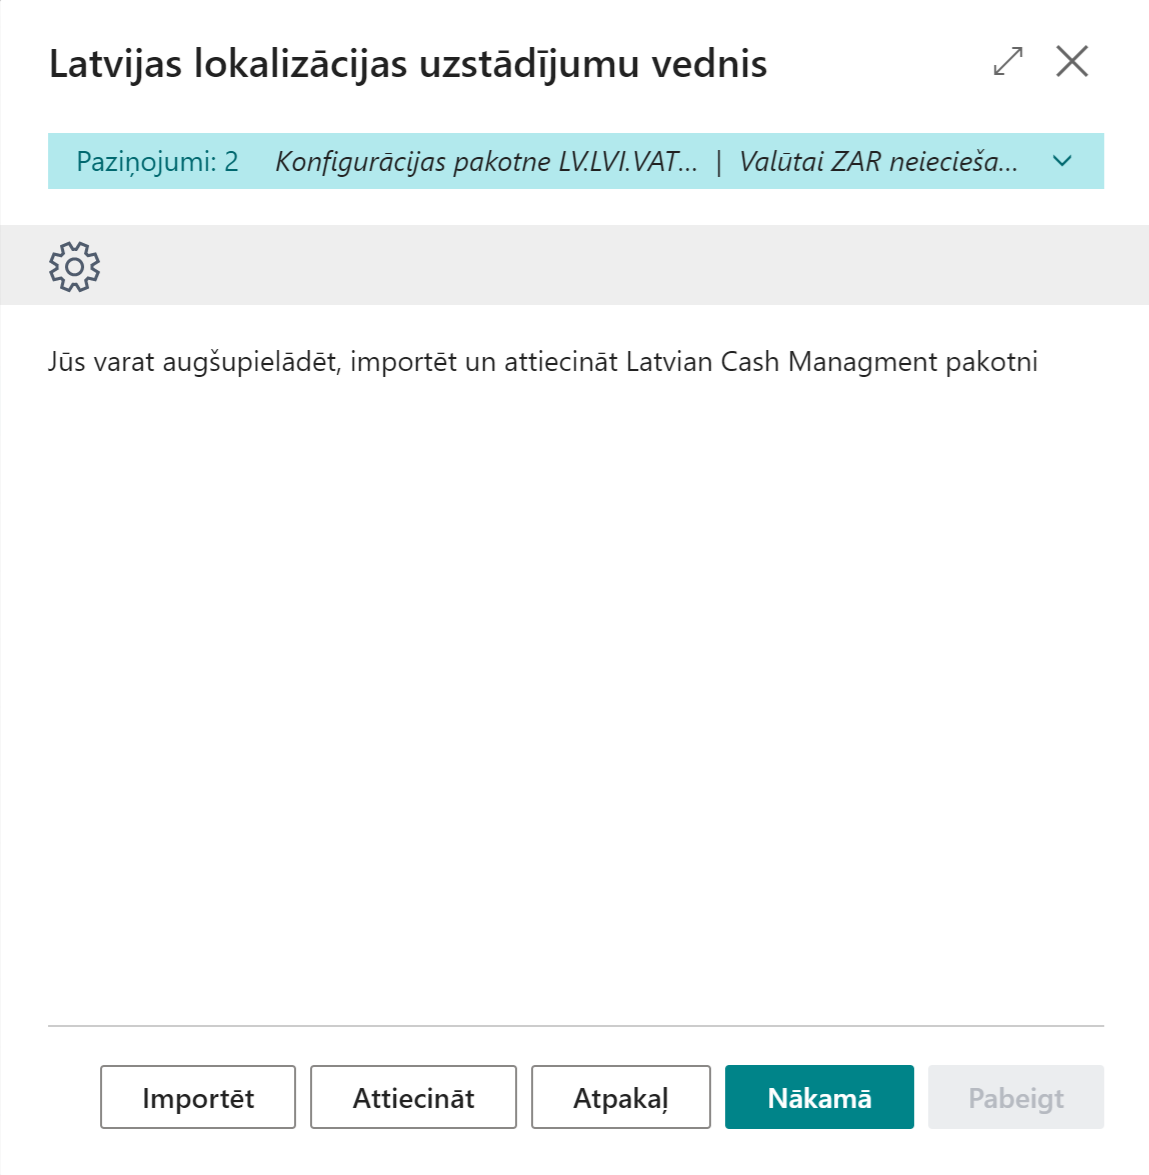 Latvijas lokalizācijas uzstādījumu vednis
Paziņojumi: 2 Konfigurācijas pakotne LV.LVI.VAT... | Valūtai ZAR neiecieša...
Jūs varat augšupielādēt, importēt un attiecināt Latvian Cash Managment pakotni
Importēt Attiecināt Atpakaļ Nākamā Pabeigt